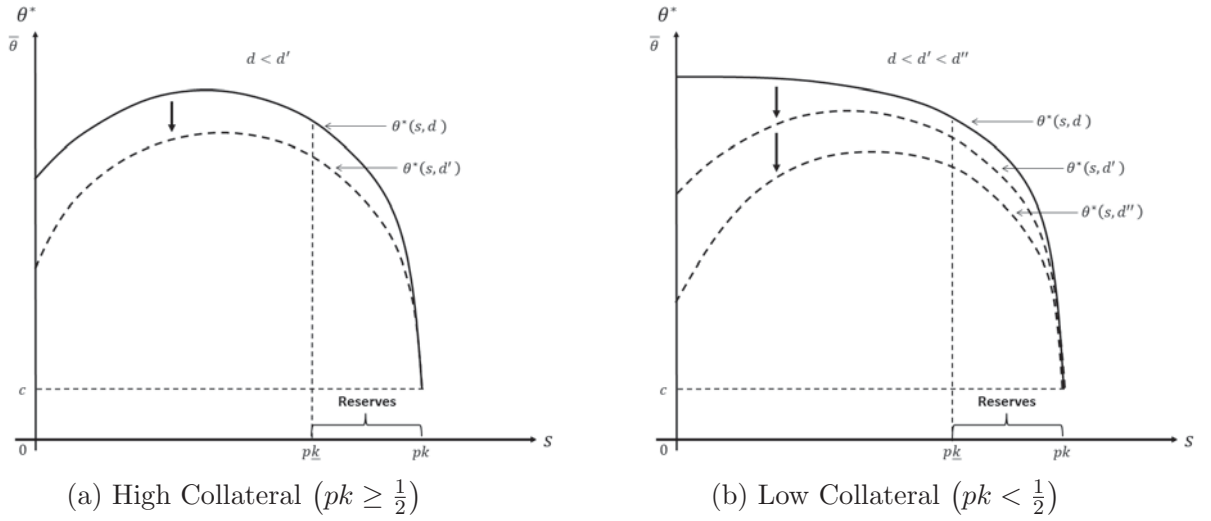 θ*
θ̅
d < d′
θ*(s, d)
θ*(s, d′)
c
Reserves
0
pk̲
pk
s
(a) High Collateral (pk ≥ 1/2)
θ*
θ̅
d < d′ < d″
θ*(s, d)
θ*(s, d′)
θ*(s, d″)
c
Reserves
0
pk̲
pk
s
(b) Low Collateral (pk < 1/2)